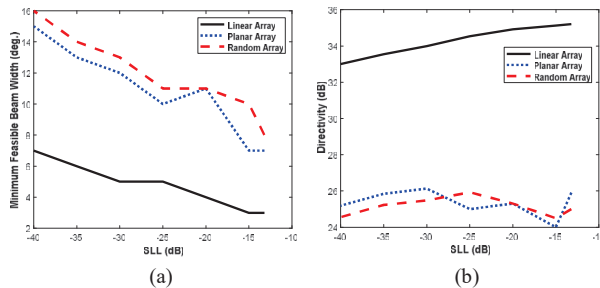 (a)
16
14
12
10
8
6
4
2
Minimum Feasible Beam Width (deg.)
Linear Array
Planar Array
Random Array
-40 -35 -30 -25 -20 -15 -10
SLL (dB)
(b)
36
34
32
30
28
26
24
Directivity (dB)
Linear Array
Planar Array
Random Array
-40 -35 -30 -25 -20 -15 -1
SLL (dB)
(a) (b)